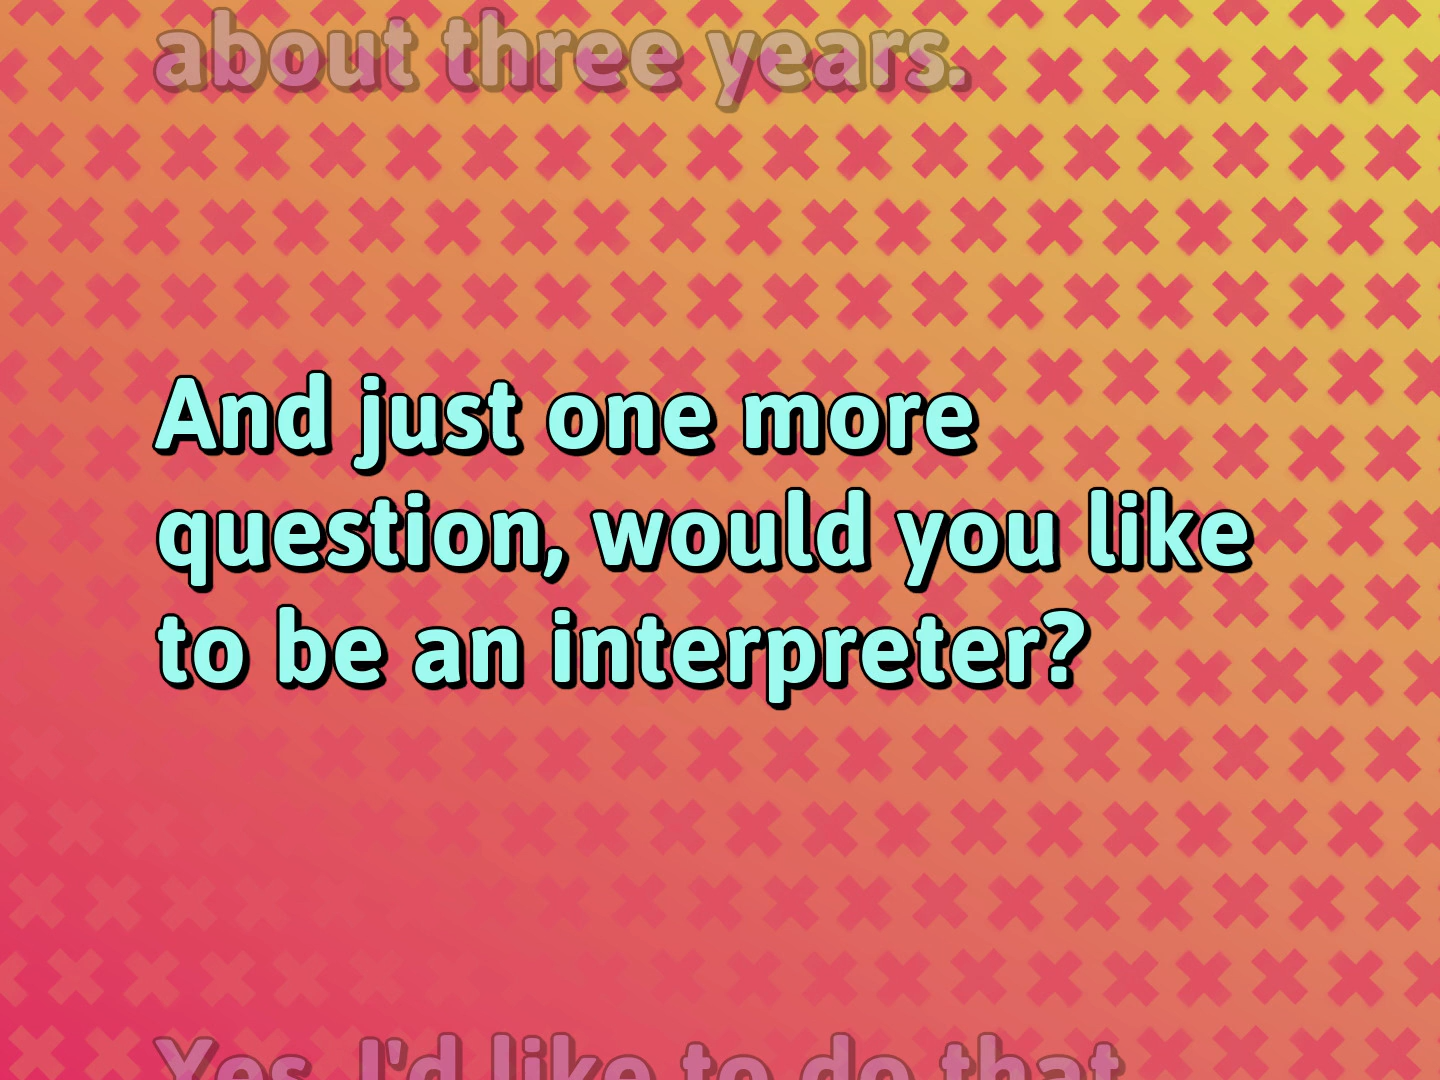 about three years.
And just one more
question, would you like
to be an interpreter?
Yes, I'd like to do that